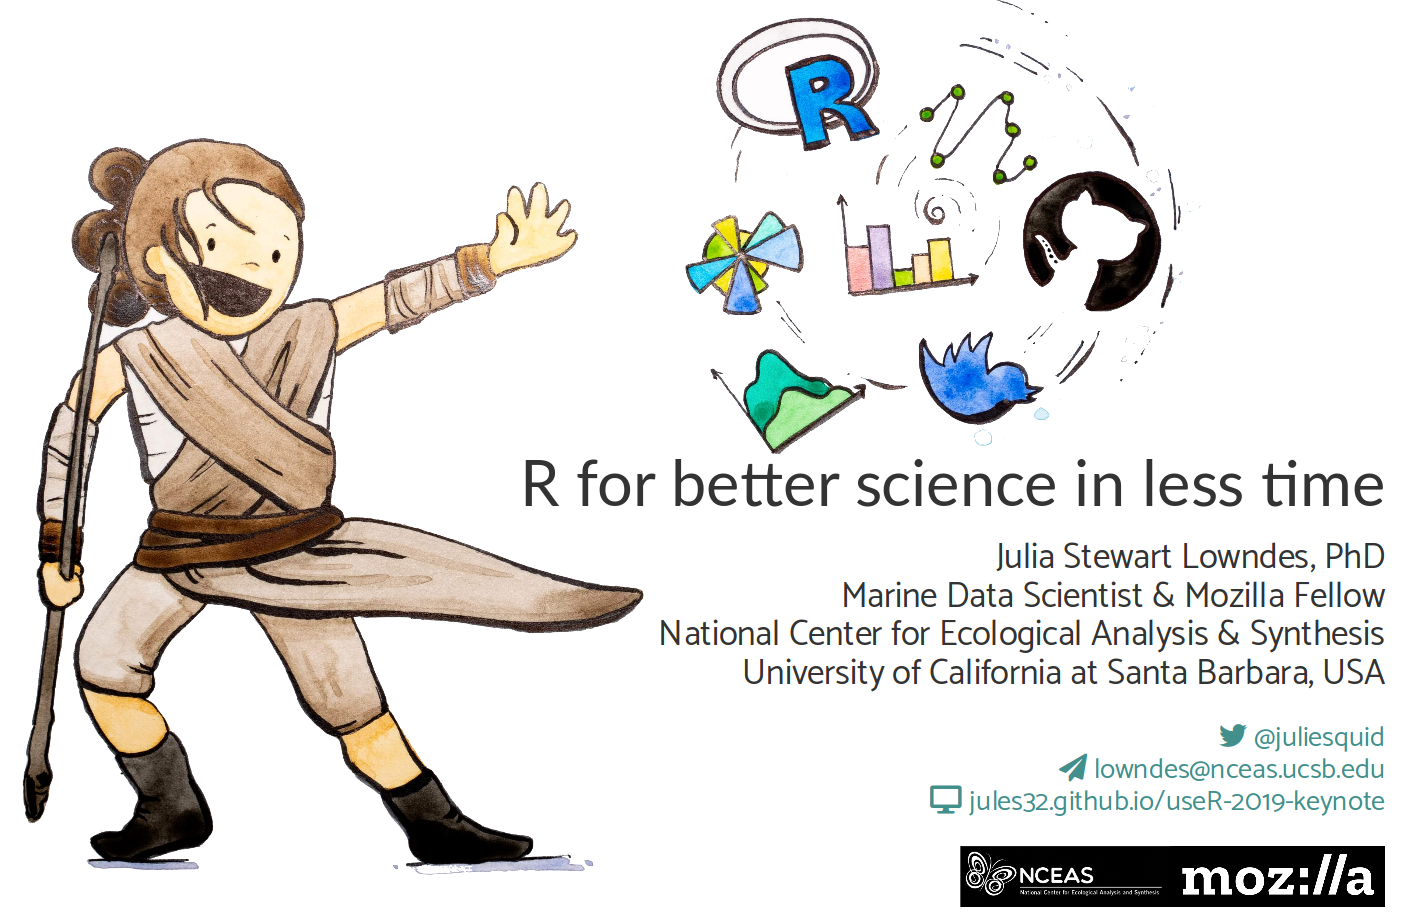 R
R for better science in less time
Julia Stewart Lowndes, PhD
Marine Data Scientist & Mozilla Fellow
National Center for Ecological Analysis & Synthesis
University of California at Santa Barbara, USA
@juliesquid
lowndes@nceas.ucsb.edu
jules32.github.io/useR-2019-keynote
NCEAS
National Center for Ecological Analysis and Synthesis
moz://a